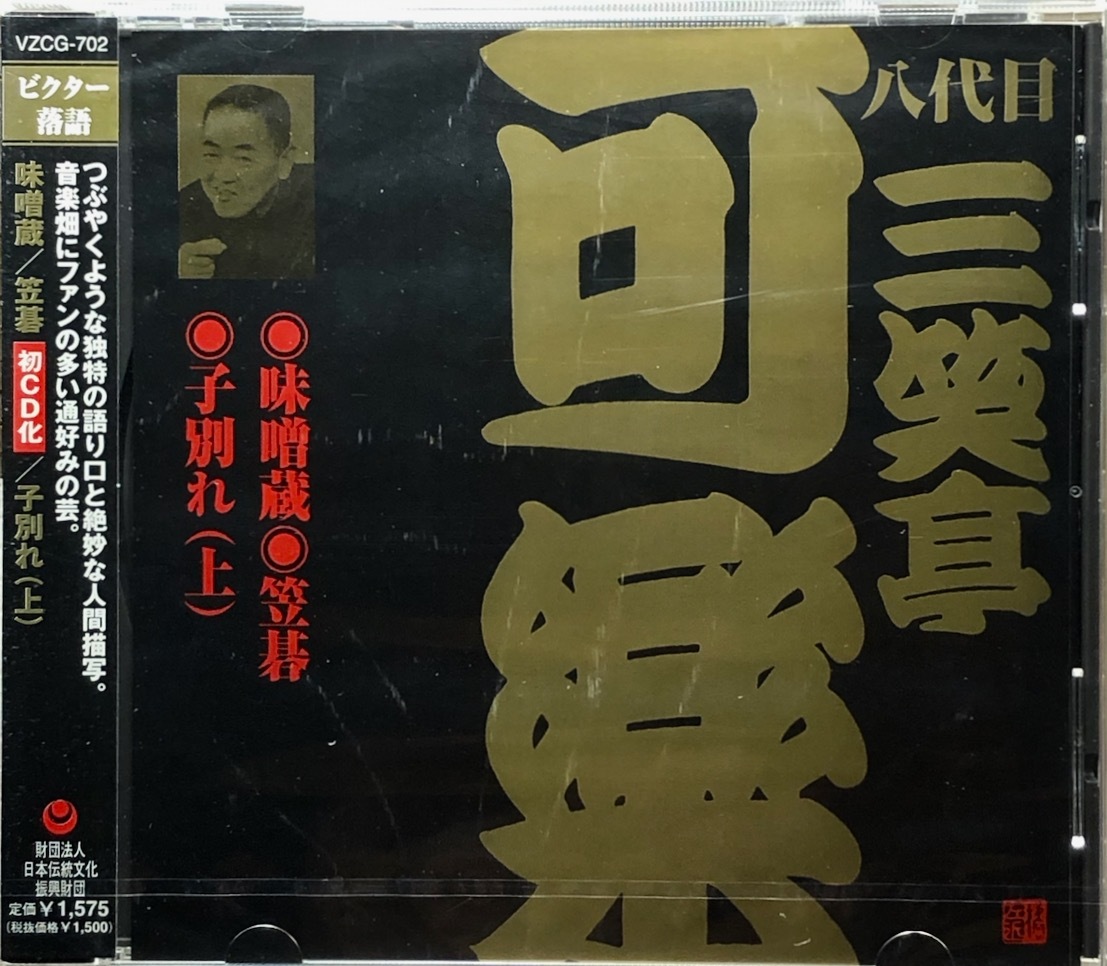 VZCG-702
ビクター
落語
つぶやくような独特の語り口と絶妙な人間描写。
音楽畑にファンの多い通好みの芸。
味噌蔵／笠碁 初CD化／子別れ（上）
財団法人
日本伝統文化
振興財団
定価￥1,575
(税抜価格￥1,500)
八代目
三笑亭
可樂
◉味噌蔵◉笠碁
◉子別れ（上）